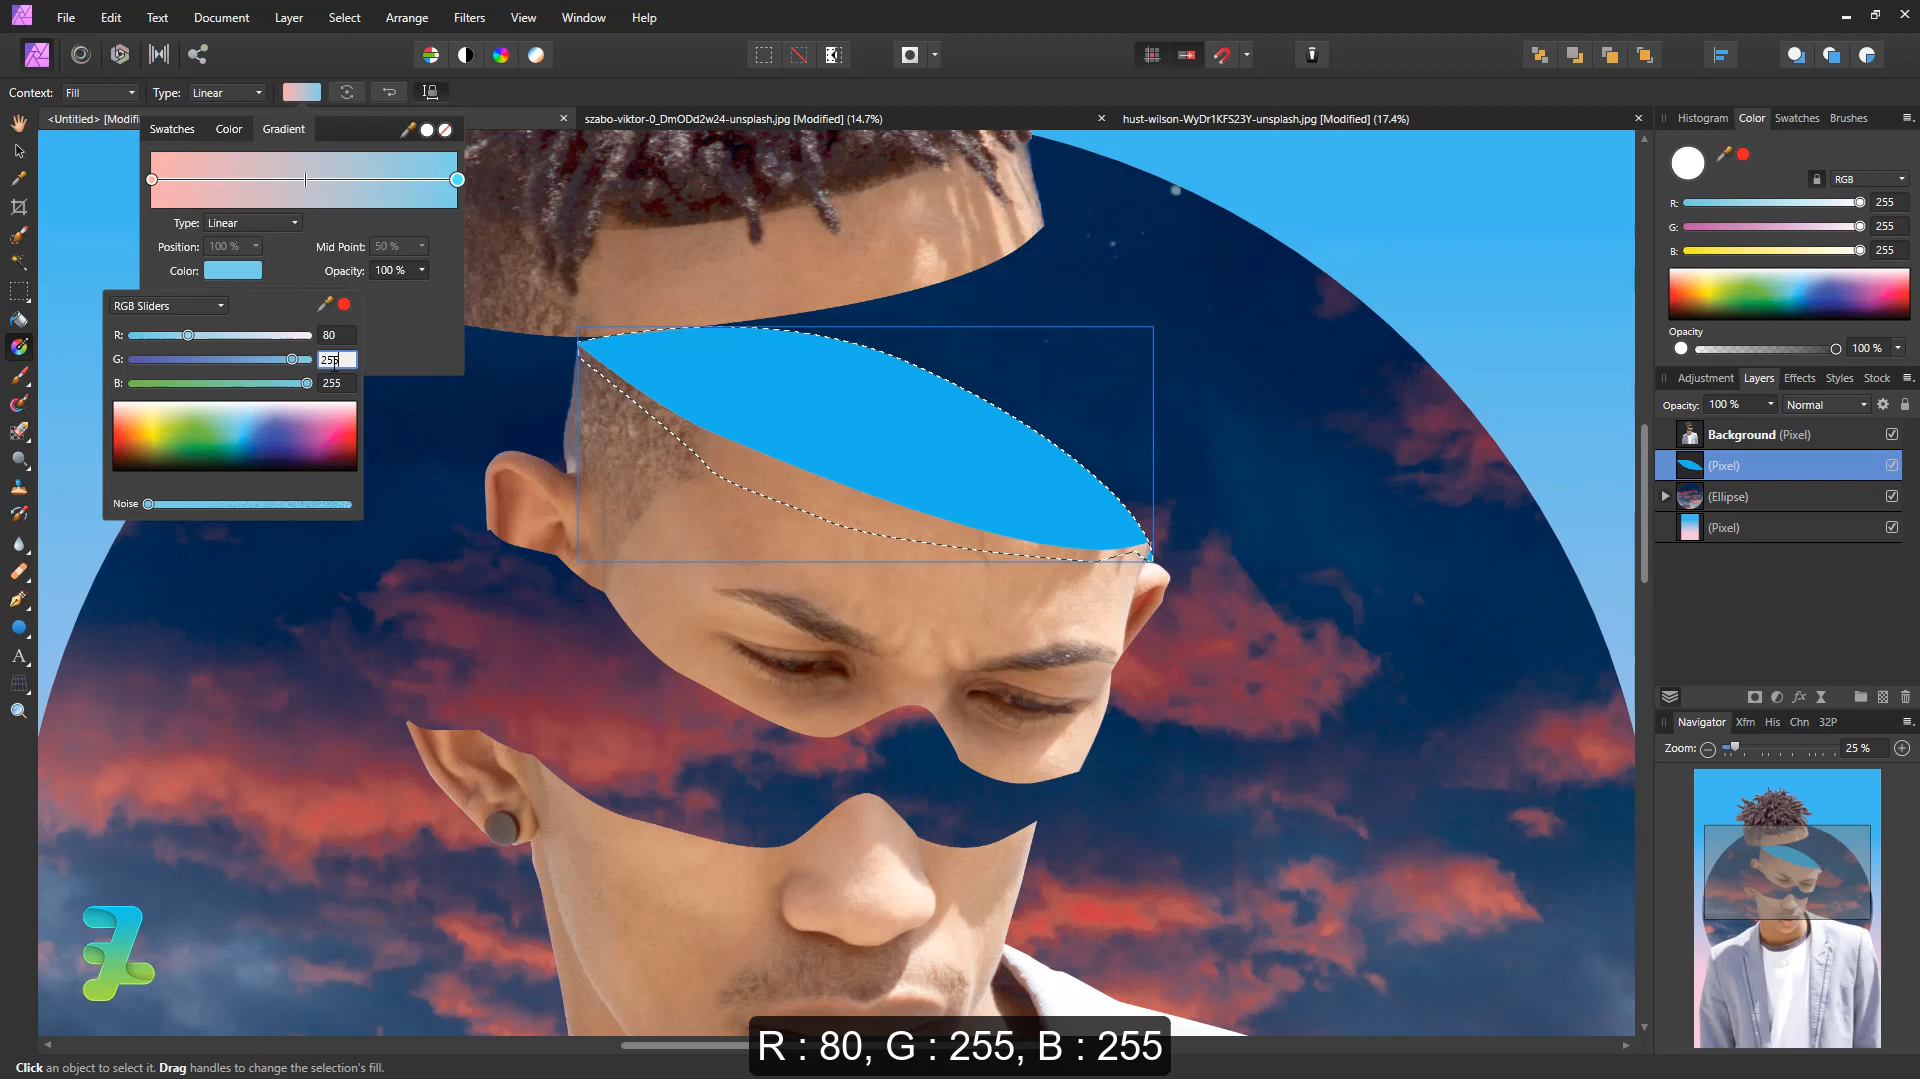 File Edit Text Document Layer Select Arrange Filters View Window Help
Context: Fill Type: Linear
<Untitled> [Modifi
szabo-viktor-0_DmODd2w24-unsplash.jpg [Modified] (14.7%)
hust-wilson-WyDr1KFS23Y-unsplash.jpg [Modified] (17.4%)
Swatches Color Gradient
Type: Linear
Position: 100 % Mid Point: 50 %
Color: Opacity: 100 %
RGB Sliders
R: 80
G: 255
B: 255
Noise
Histogram Color Swatches Brushes
RGB
R: 255
G: 255
B: 255
Opacity
100 %
Adjustment Layers Effects Styles Stock
Opacity: 100 % Normal
Background (Pixel)
(Pixel)
(Ellipse)
(Pixel)
Navigator Xfm His Chn 32P
Zoom: 25 %
R : 80, G : 255, B : 255
Click an object to select it. Drag handles to change the selection's fill.